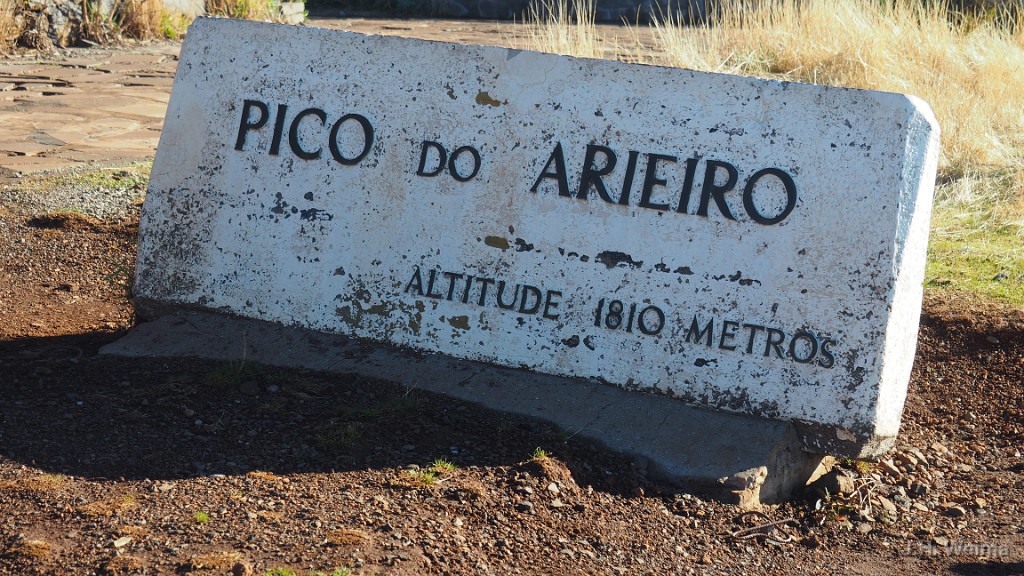 PICO DO ARIEIRO
ALTITUDE 1810 METROS